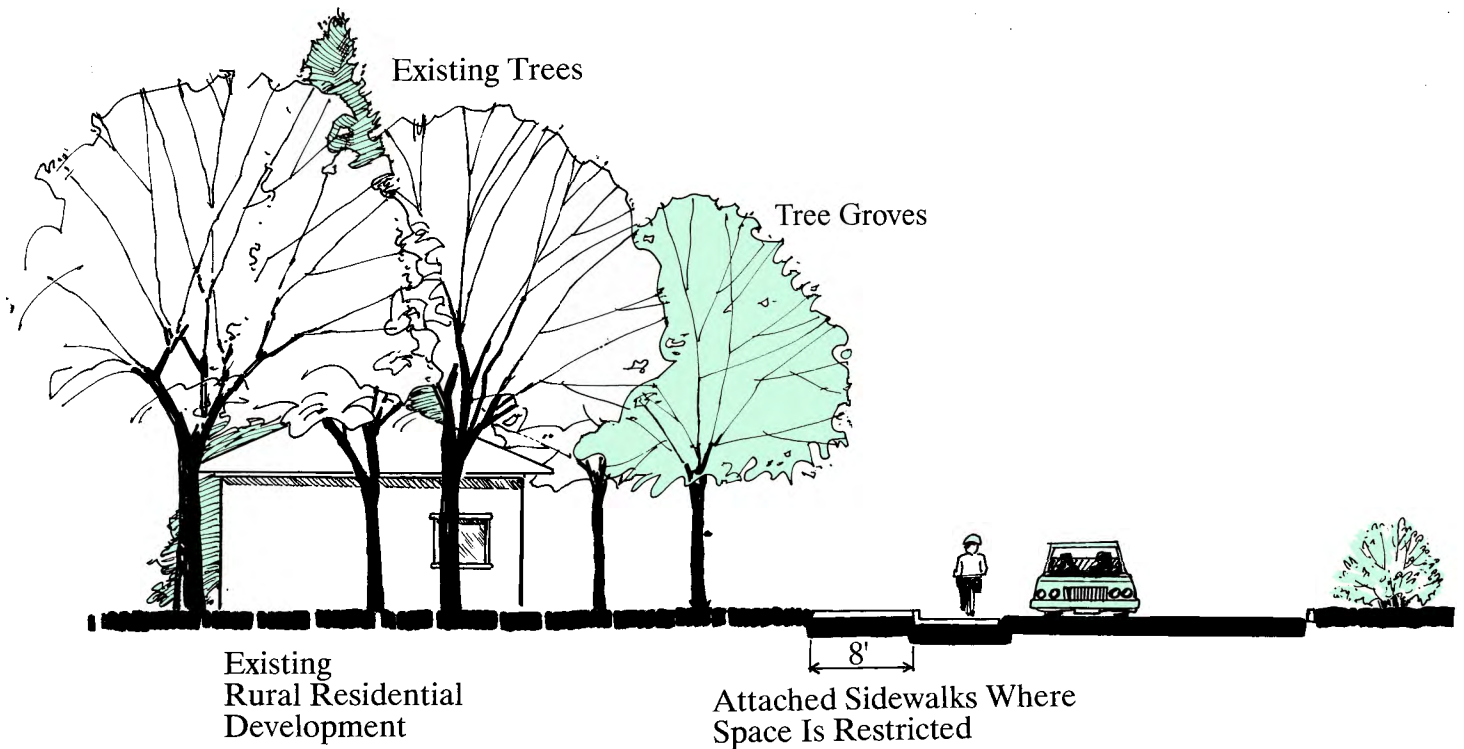 Existing Trees
Tree Groves
8'
Existing
Rural Residential
Development
Attached Sidewalks Where
Space Is Restricted